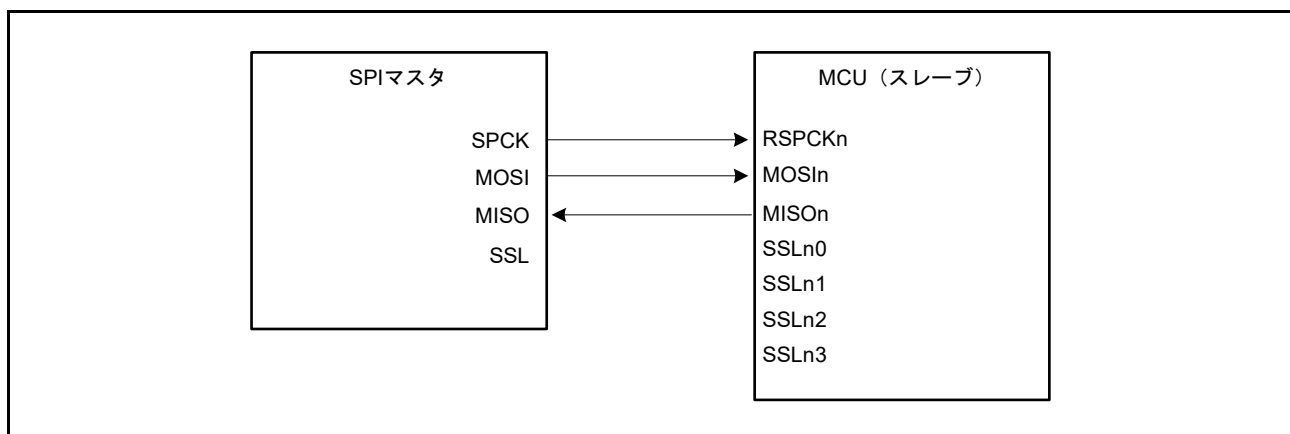 SPIマスタ
SPCK
MOSI
MISO
SSL
MCU（スレーブ）
RSPCKn
MOSIn
MISOn
SSLn0
SSLn1
SSLn2
SSLn3